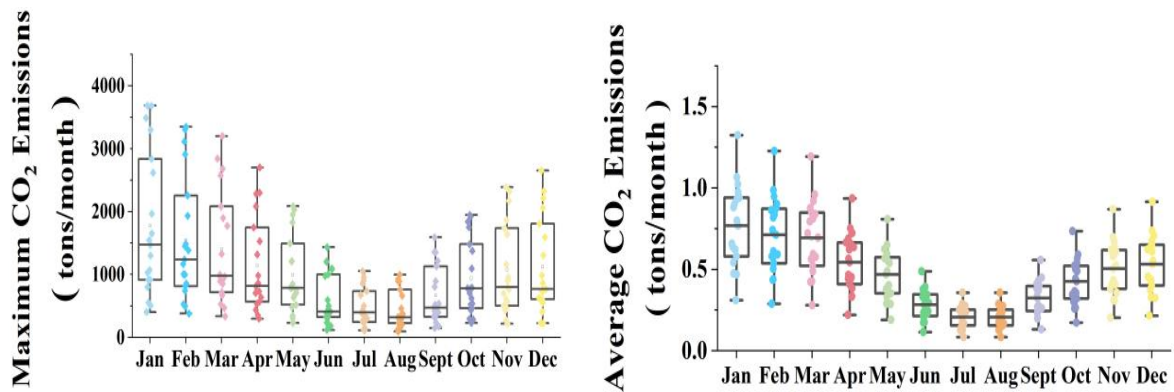 Maximum CO₂ Emissions
( tons/month )
4000
3000
2000
1000
0
Jan Feb Mar Apr May Jun Jul Aug Sept Oct Nov Dec
Average CO₂ Emissions
( tons/month )
1.5
1.0
0.5
0.0
Jan Feb Mar Apr May Jun Jul Aug Sept Oct Nov Dec